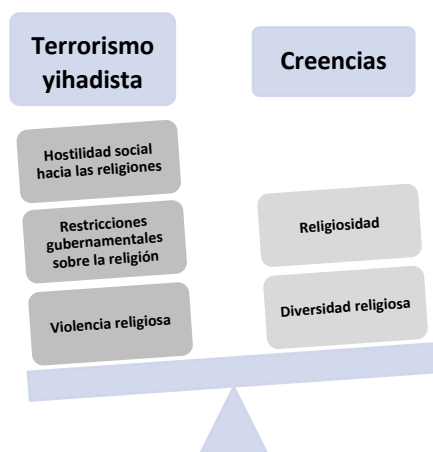 Terrorismo
yihadista
Creencias
Hostilidad social
hacia las religiones
Restricciones
gubernamentales
sobre la religión
Violencia religiosa
Religiosidad
Diversidad religiosa